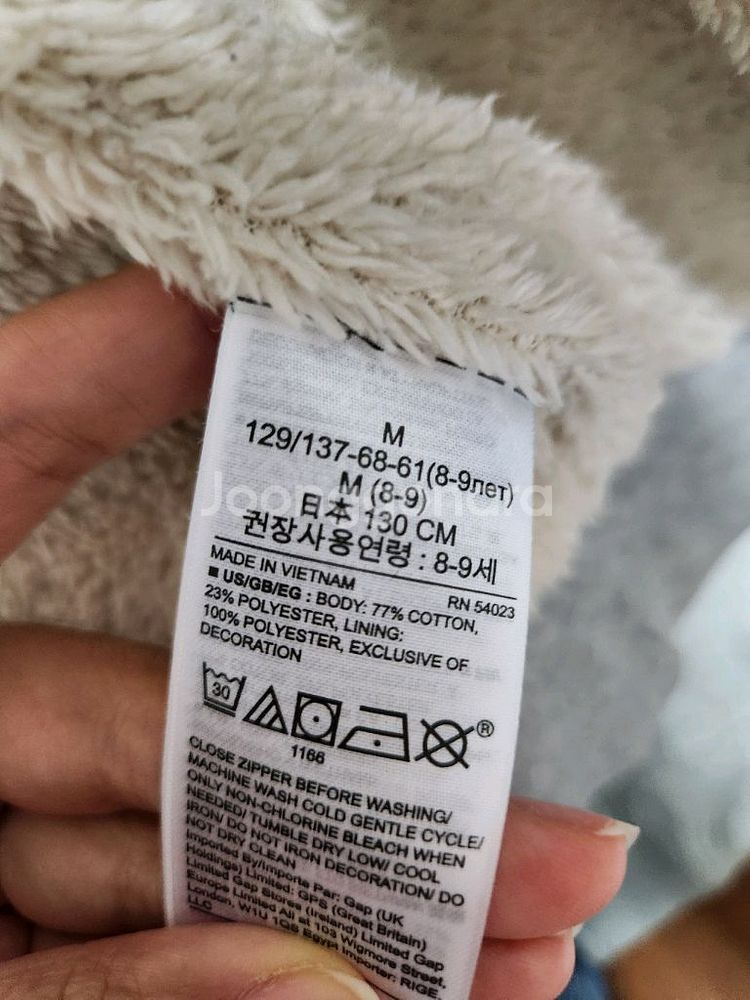 M
129/137-68-61(8-9лет)
M (8-9)
日本 130 CM
권장사용연령 : 8-9세
MADE IN VIETNAM
RN 54023
■ US/GB/EG : BODY: 77% COTTON,
23% POLYESTER, LINING:
100% POLYESTER, EXCLUSIVE OF
DECORATION
30
®
1166
CLOSE ZIPPER BEFORE WASHING/
MACHINE WASH COLD GENTLE CYCLE/
ONLY NON-CHLORINE BLEACH WHEN
NEEDED/ TUMBLE DRY LOW/ COOL
IRON/ DO NOT IRON DECORATION/ DO
NOT DRY CLEAN
Imported By/Importe Par: Gap (UK
Holdings) Limited: GPS (Great Britain)
Limited Gap Stores (Ireland) Limited Gap
Europe Limited All at 103 Wigmore Street,
London, W1U 1QS Egypt Importer: RIGE,
LLC
Joonggonara